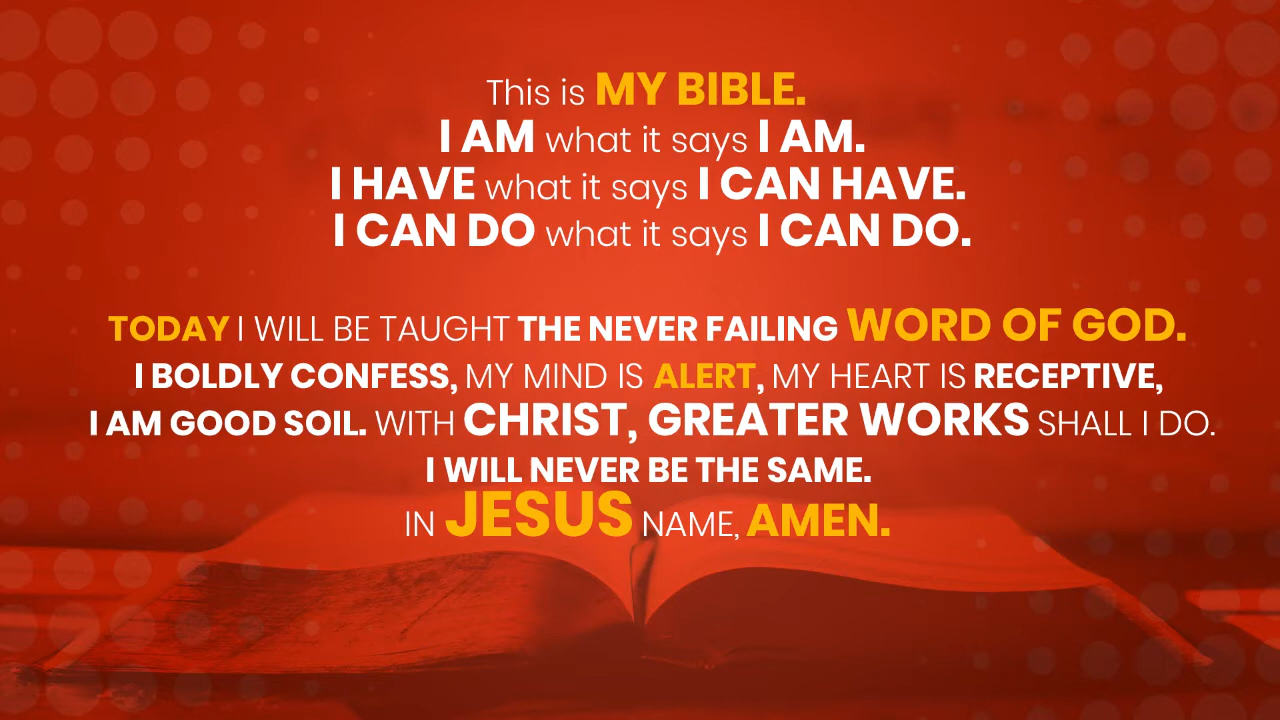 This is MY BIBLE.
I AM what it says I AM.
I HAVE what it says I CAN HAVE.
I CAN DO what it says I CAN DO.
TODAY I WILL BE TAUGHT THE NEVER FAILING WORD OF GOD.
I BOLDLY CONFESS, MY MIND IS ALERT, MY HEART IS RECEPTIVE,
I AM GOOD SOIL. WITH CHRIST, GREATER WORKS SHALL I DO.
I WILL NEVER BE THE SAME.
IN JESUS NAME, AMEN.